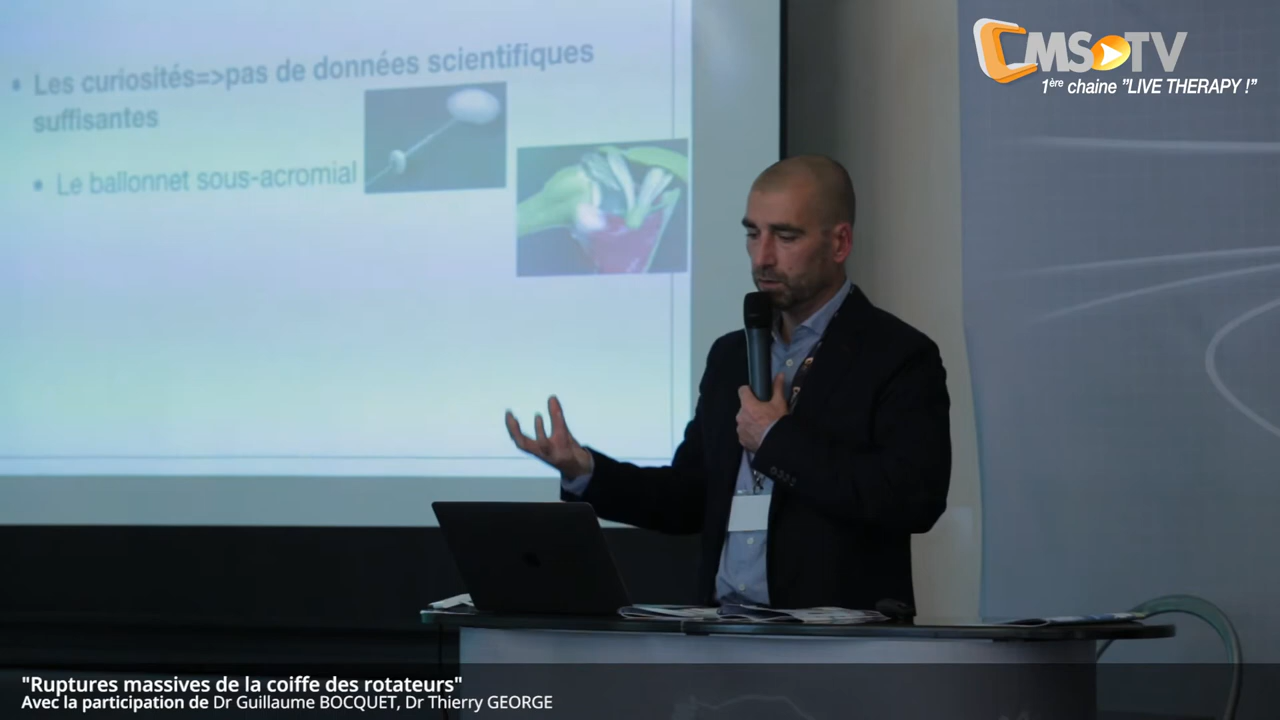 • Les curiosités=>pas de données scientifiques
suffisantes
• Le ballonnet sous-acromial
CMSTV
1ère chaine "LIVE THERAPY !"
"Ruptures massives de la coiffe des rotateurs"
Avec la participation de Dr Guillaume BOCQUET, Dr Thierry GEORGE